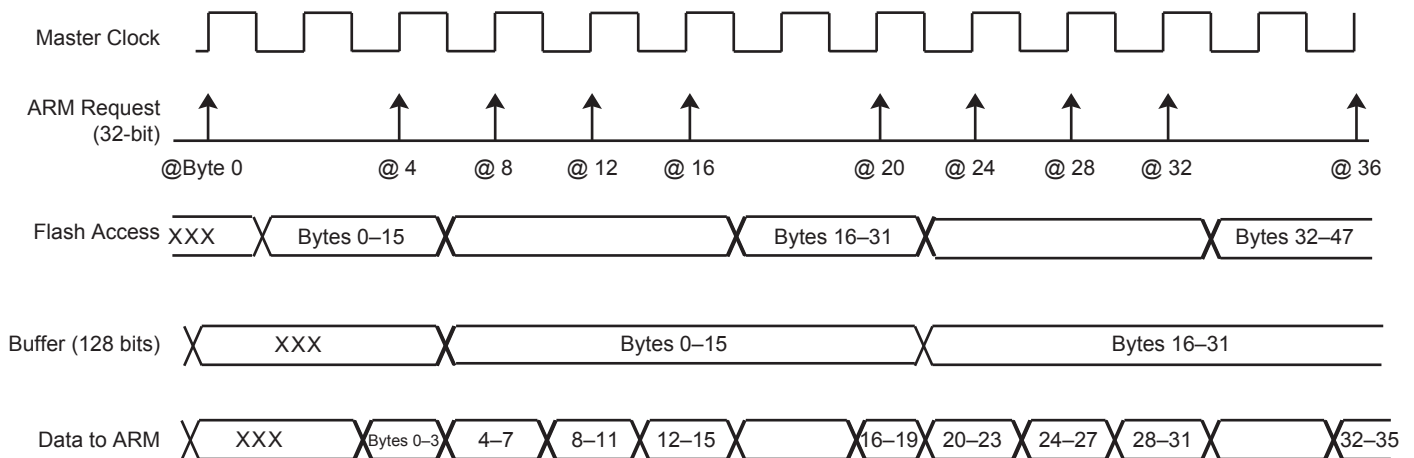 Master Clock
ARM Request
(32-bit)
@Byte 0 @ 4 @ 8 @ 12 @ 16 @ 20 @ 24 @ 28 @ 32 @ 36
Flash Access XXX Bytes 0–15 Bytes 16–31 Bytes 32–47
Buffer (128 bits) XXX Bytes 0–15 Bytes 16–31
Data to ARM XXX Bytes 0–3 4–7 8–11 12–15 16–19 20–23 24–27 28–31 32–35